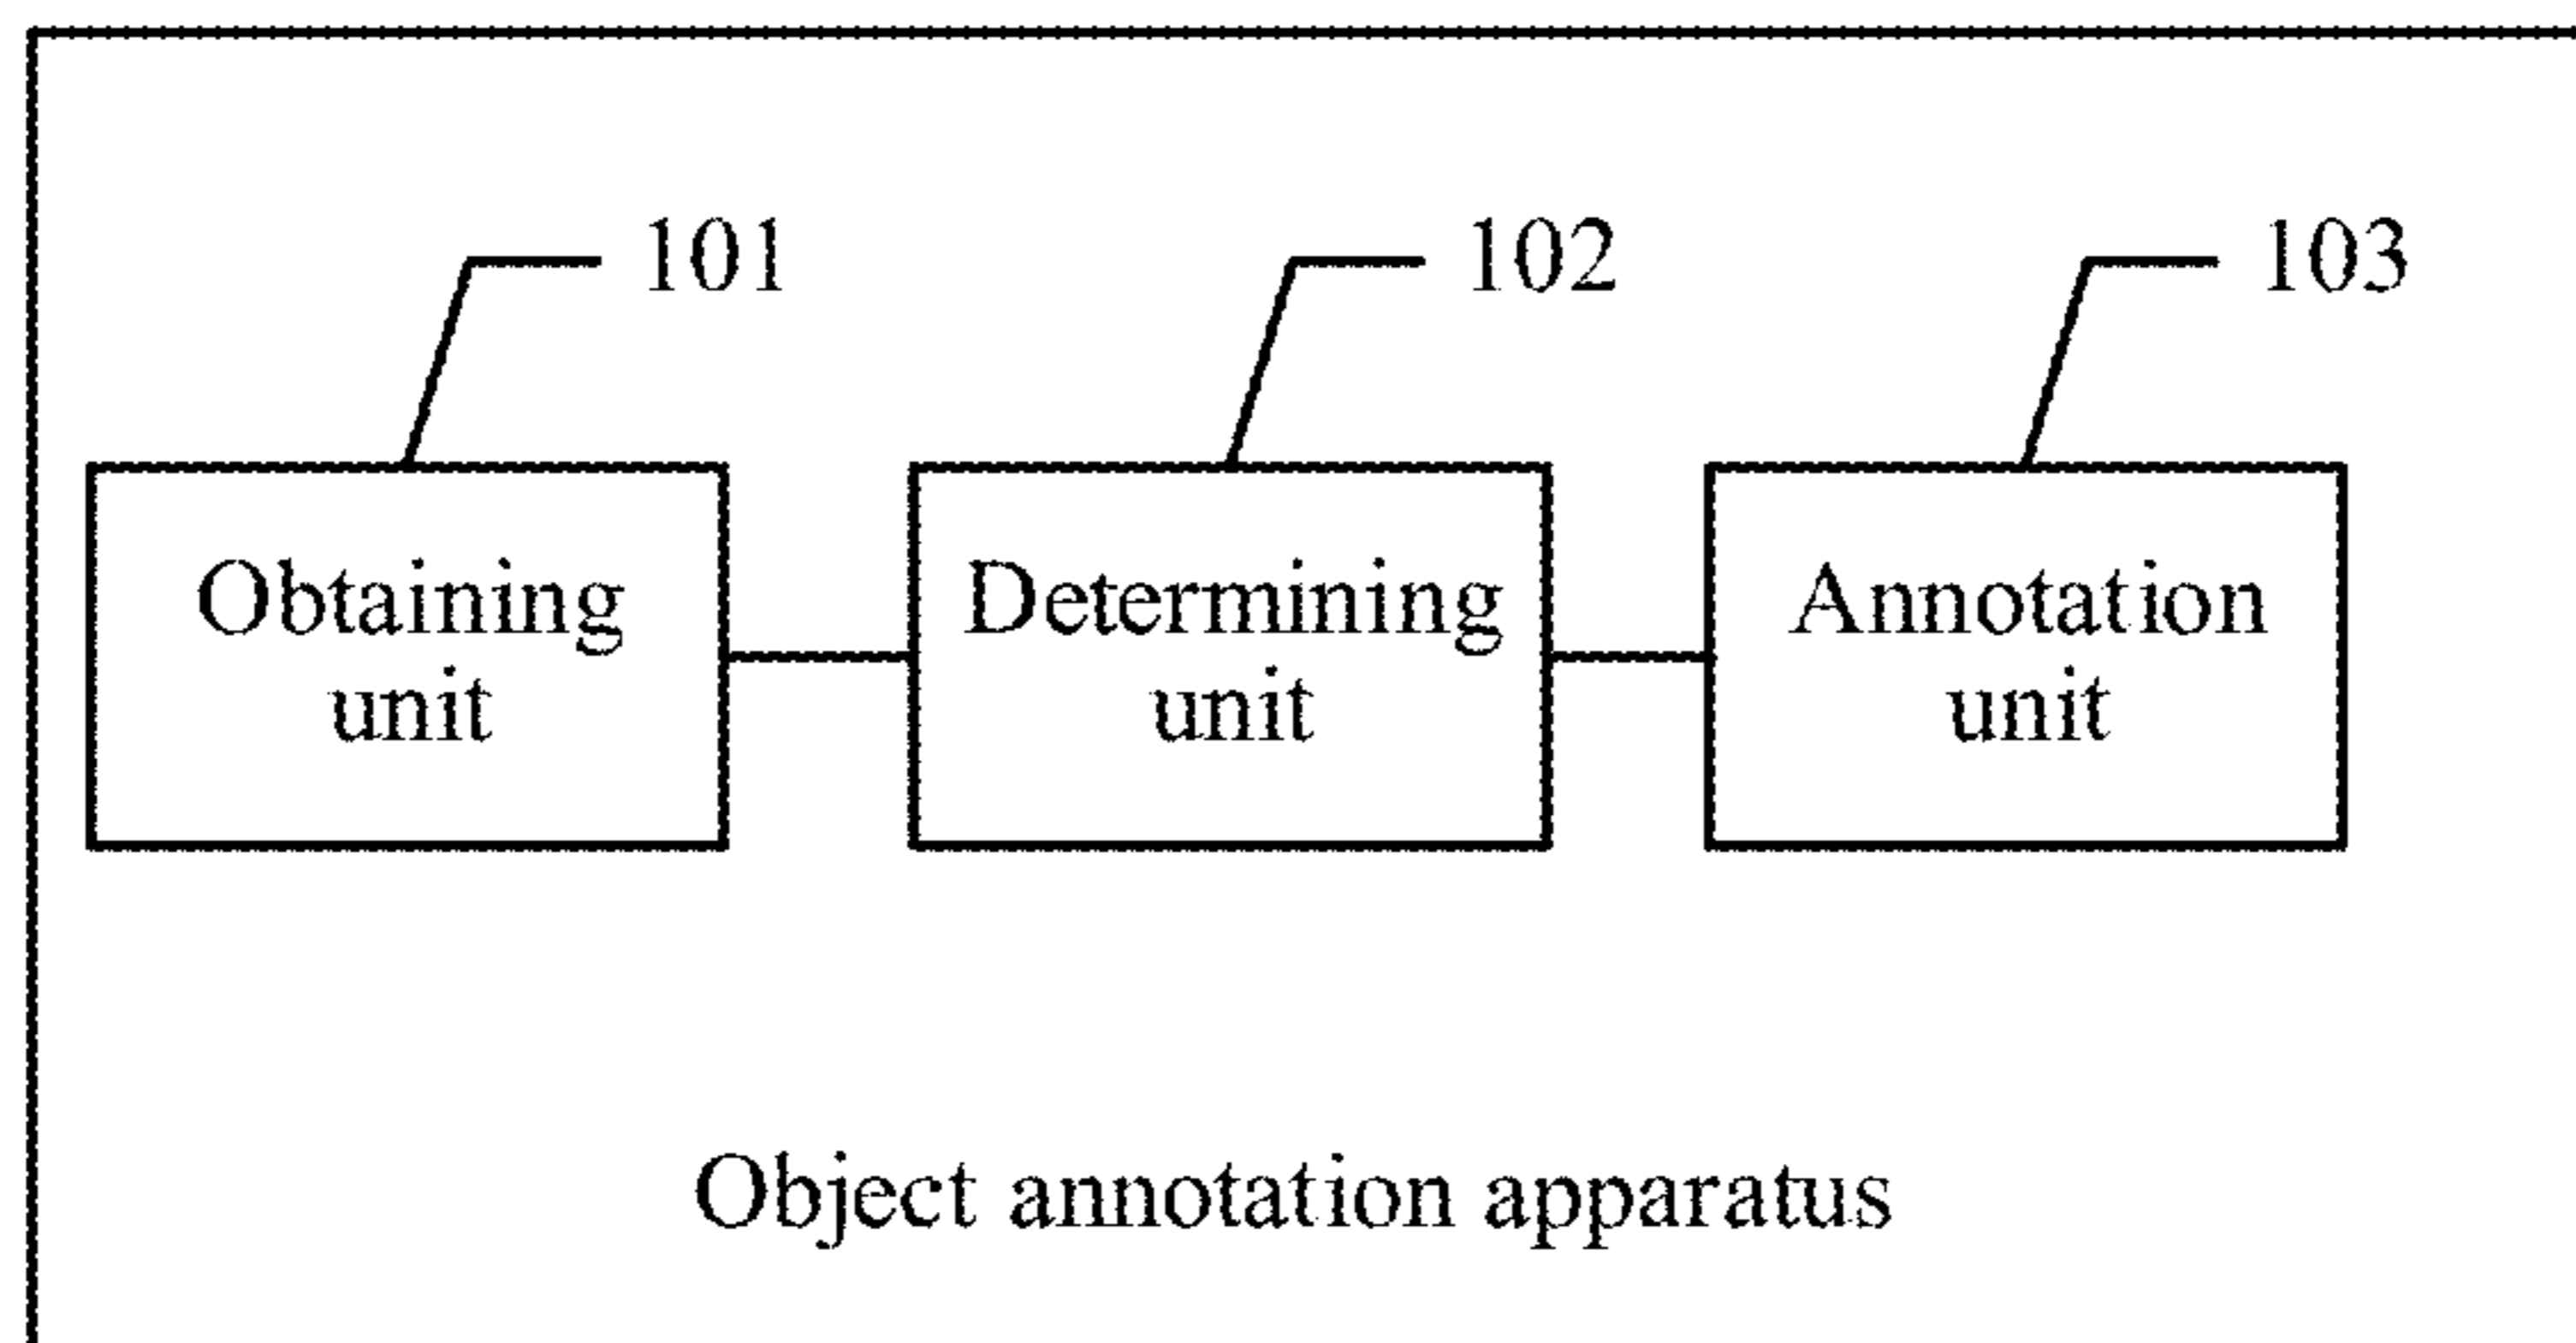 101
102
103
Obtaining
unit
Determining
unit
Annotation
unit
Object annotation apparatus